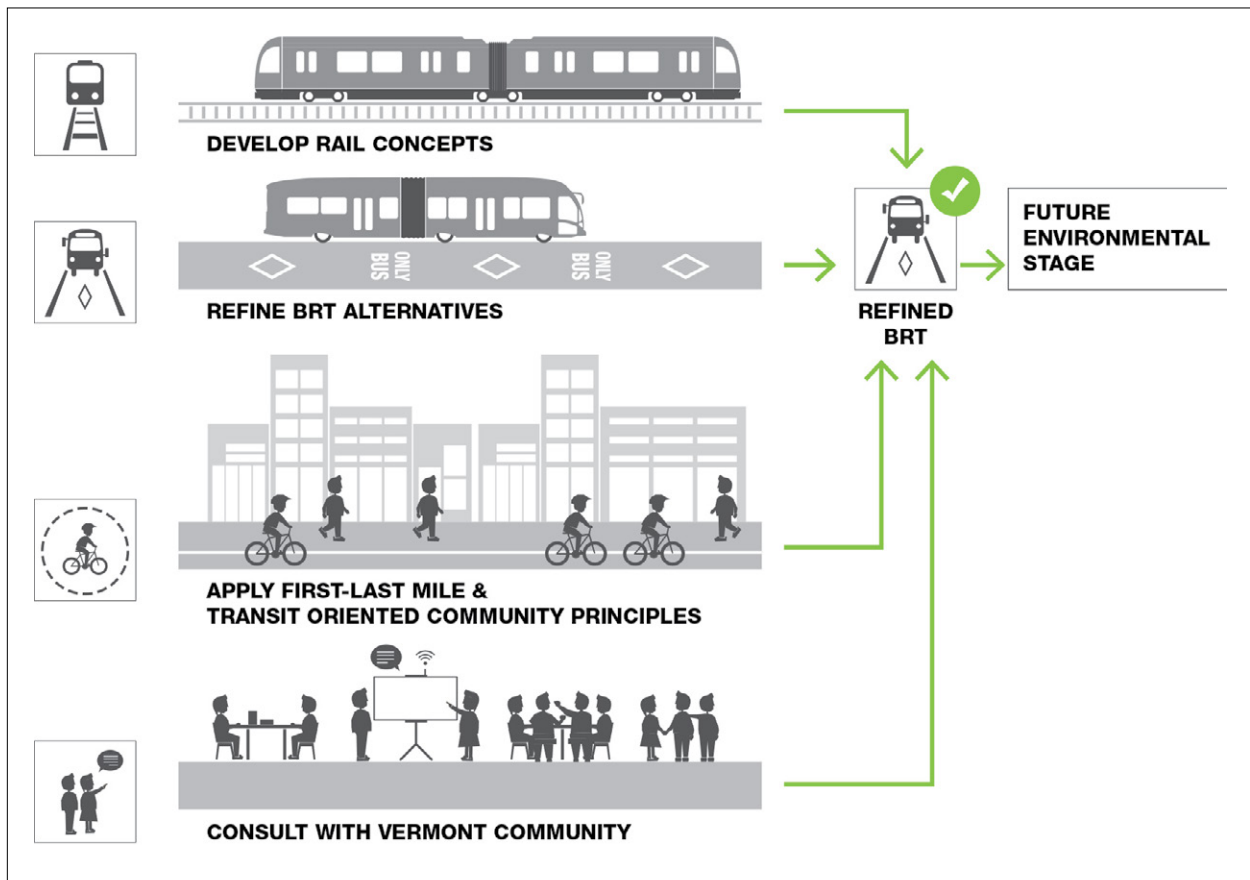 DEVELOP RAIL CONCEPTS
ONLY
BUS
ONLY
BUS
REFINE BRT ALTERNATIVES
REFINED
BRT
FUTURE
ENVIRONMENTAL
STAGE
APPLY FIRST-LAST MILE &
TRANSIT ORIENTED COMMUNITY PRINCIPLES
CONSULT WITH VERMONT COMMUNITY